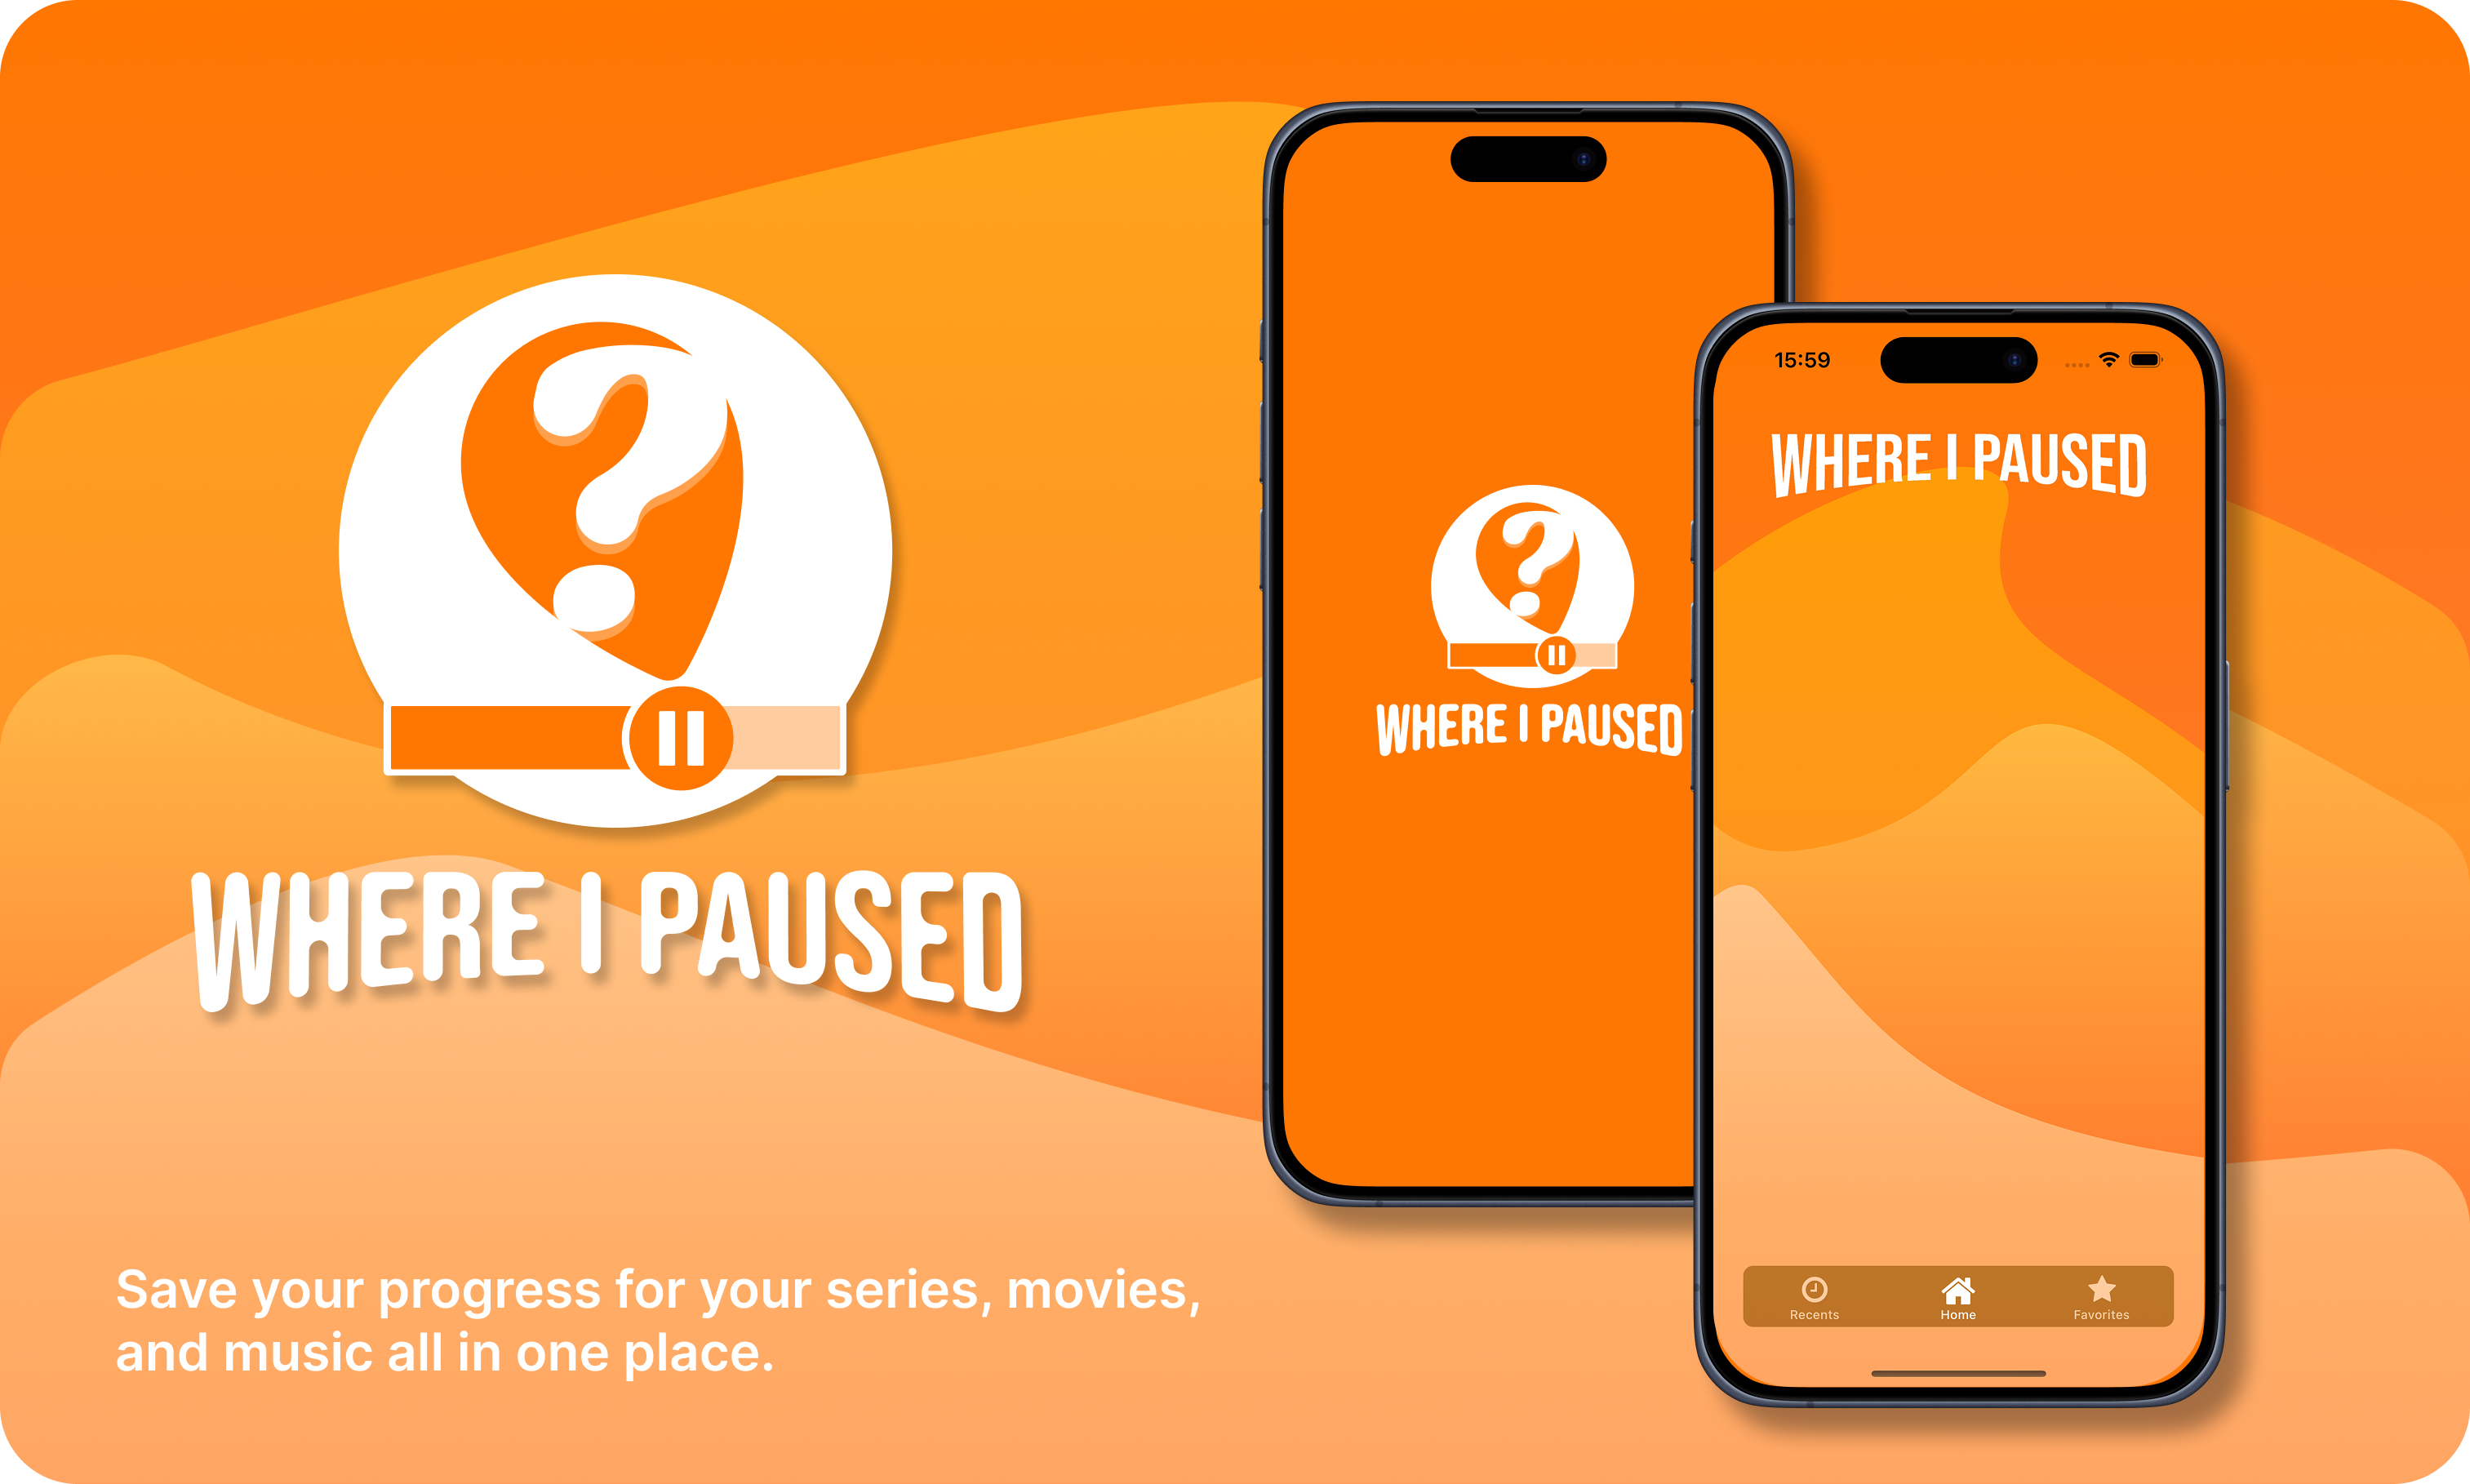 WHERE I PAUSED
Save your progress for your series, movies,
and music all in one place.
WHERE I PAUSED
15:59
WHERE I PAUSED
Recents Home Favorites